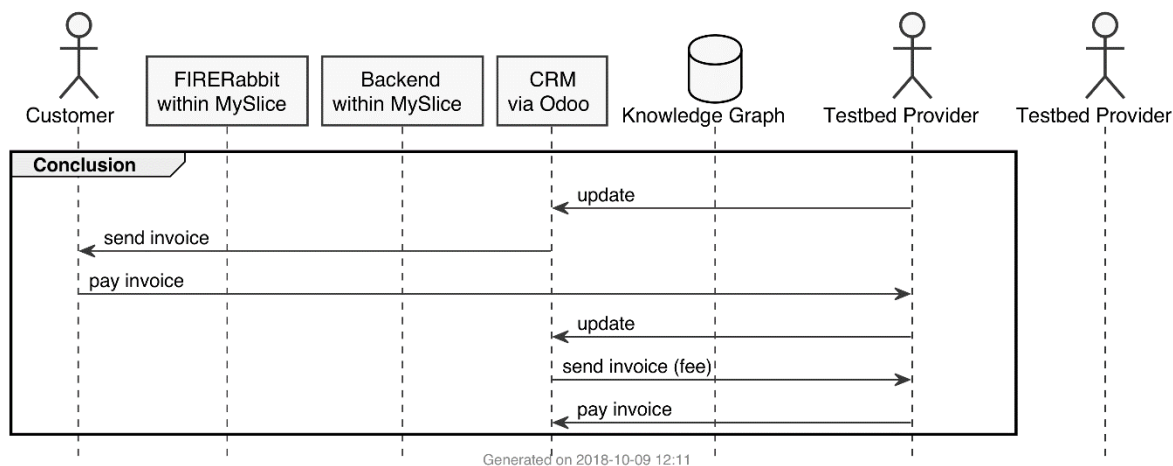 FIRERabbit
within MySlice
Backend
within MySlice
CRM
via Odoo
Customer
Knowledge Graph
Testbed Provider
Testbed Provider
Conclusion
update
send invoice
pay invoice
update
send invoice (fee)
pay invoice
Generated on 2018-10-09 12:11